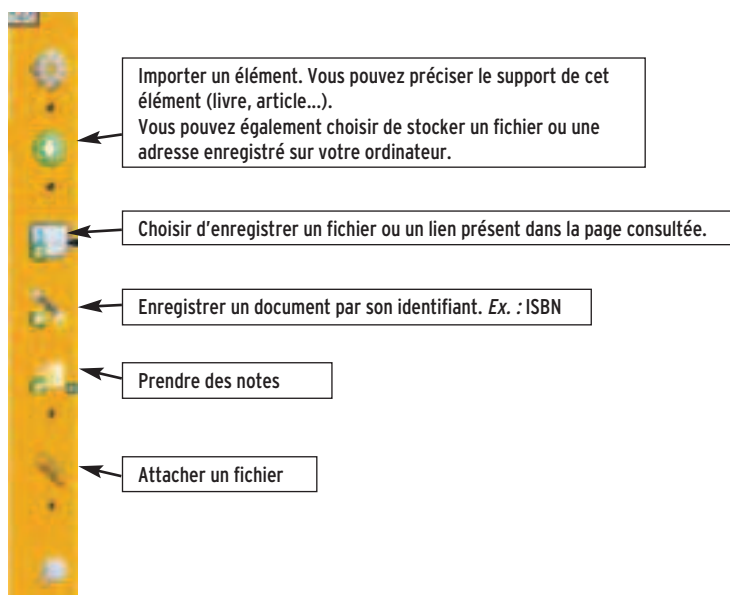 Importer un élément. Vous pouvez préciser le support de cet
élément (livre, article...).
Vous pouvez également choisir de stocker un fichier ou une
adresse enregistré sur votre ordinateur.
Choisir d'enregistrer un fichier ou un lien présent dans la page consultée.
Enregistrer un document par son identifiant. Ex. : ISBN
Prendre des notes
Attacher un fichier